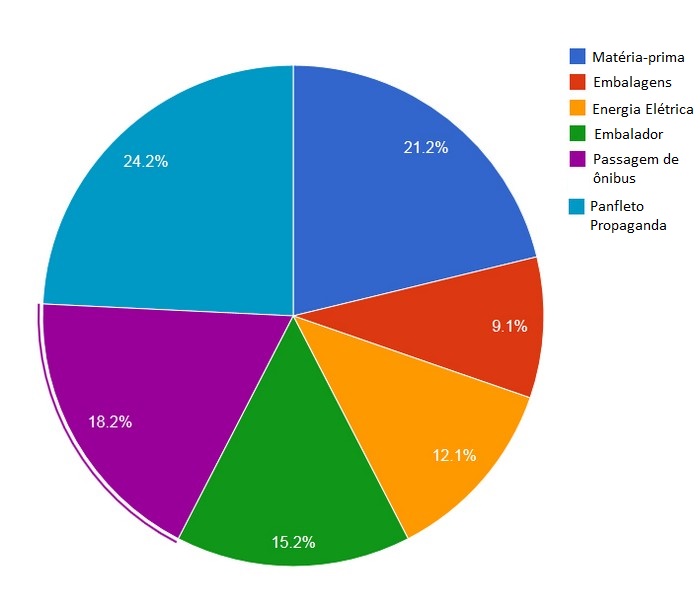 Matéria-prima
Embalagens
Energia Elétrica
Embalador
Passagem de
ônibus
Panfleto
Propaganda
24.2%
21.2%
9.1%
18.2%
12.1%
15.2%